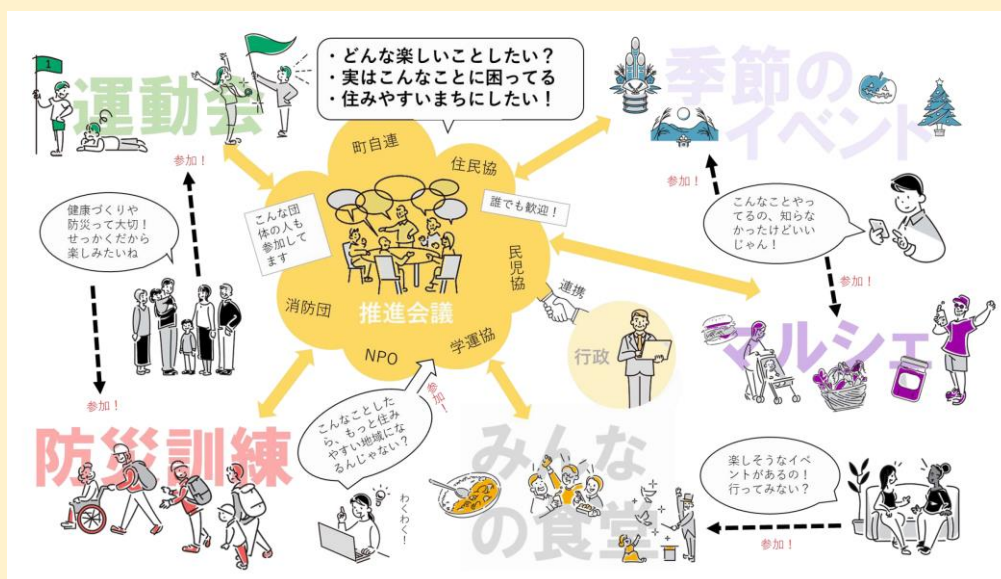 ・どんな楽しいことしたい？
・実はこんなことに困ってる
・住みやすいまちにしたい！
1
運動会
季節の
イベント
町自連
住民協
参加！
参加！
健康づくりや
防災って大切！
せっかくだから
楽しみたいね
こんな団
体の人も
参加して
ます
誰でも歓迎！
こんなことやっ
てるの、知らな
かったけどいい
じゃん！
民児協
連携
参加！
消防団
推進会議
学運協
NPO
行政
マルシェ
参加！
参加！
こんなことした
ら、もっと住み
やすい地域にな
るんじゃない？
わくわく！
防災訓練
みんな
の食堂
楽しそうなイベ
ントがあるの！
行ってみない？
参加！